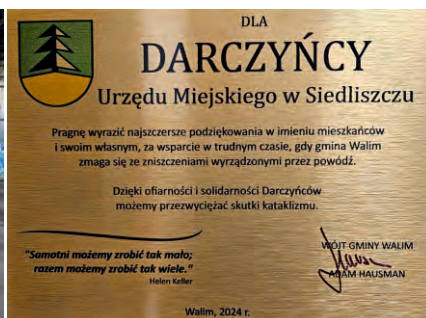 DLA
DARCZYŃCY
Urzędu Miejskiego w Siedliszczu
Pragnę wyrazić najszczersze podziękowania w imieniu mieszkańców
i swoim własnym, za wsparcie w trudnym czasie, gdy gmina Walim
zmaga się ze zniszczeniami wyrządzonymi przez powódź.
Dzięki ofiarności i solidarności Darczyńców
możemy przezwyciężać skutki kataklizmu.
"Samotni możemy zrobić tak mało;
razem możemy zrobić tak wiele."
Helen Keller
WÓJT GMINY WALIM
ADAM HAUSMAN
Walim, 2024 r.